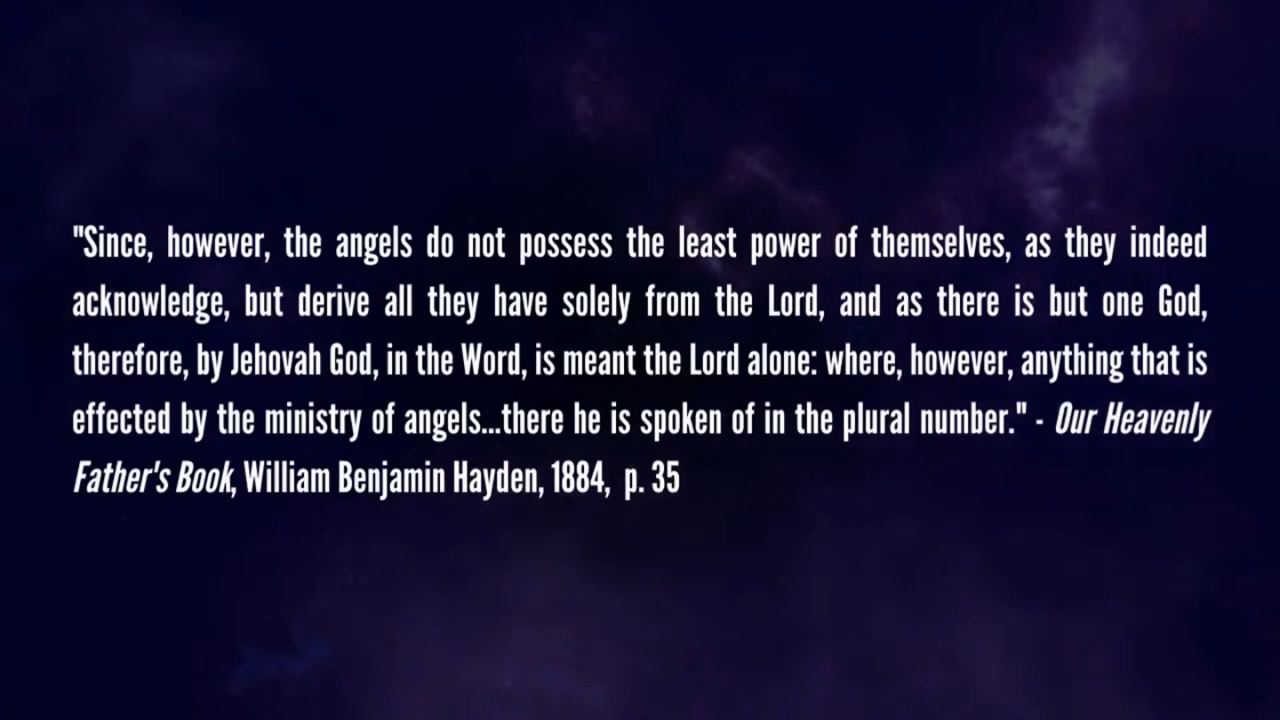 "Since, however, the angels do not possess the least power of themselves, as they indeed
acknowledge, but derive all they have solely from the Lord, and as there is but one God,
therefore, by Jehovah God, in the Word, is meant the Lord alone: where, however, anything that is
effected by the ministry of angels...there he is spoken of in the plural number." - Our Heavenly
Father's Book, William Benjamin Hayden, 1884, p. 35